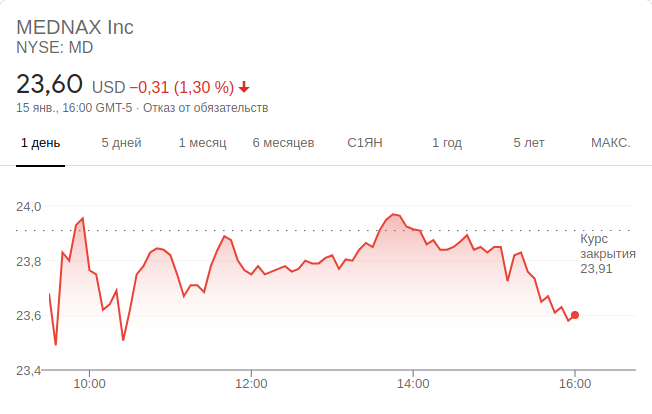 MEDNAX Inc
NYSE: MD
23,60 USD −0,31 (1,30 %)
15 янв., 16:00 GMT-5 · Отказ от обязательств
1 день 5 дней 1 месяц 6 месяцев С1ЯН 1 год 5 лет МАКС.
24,0
Курс
закрытия
23,8
23,91
23,6
23,4
10:00 12:00 14:00 16:00